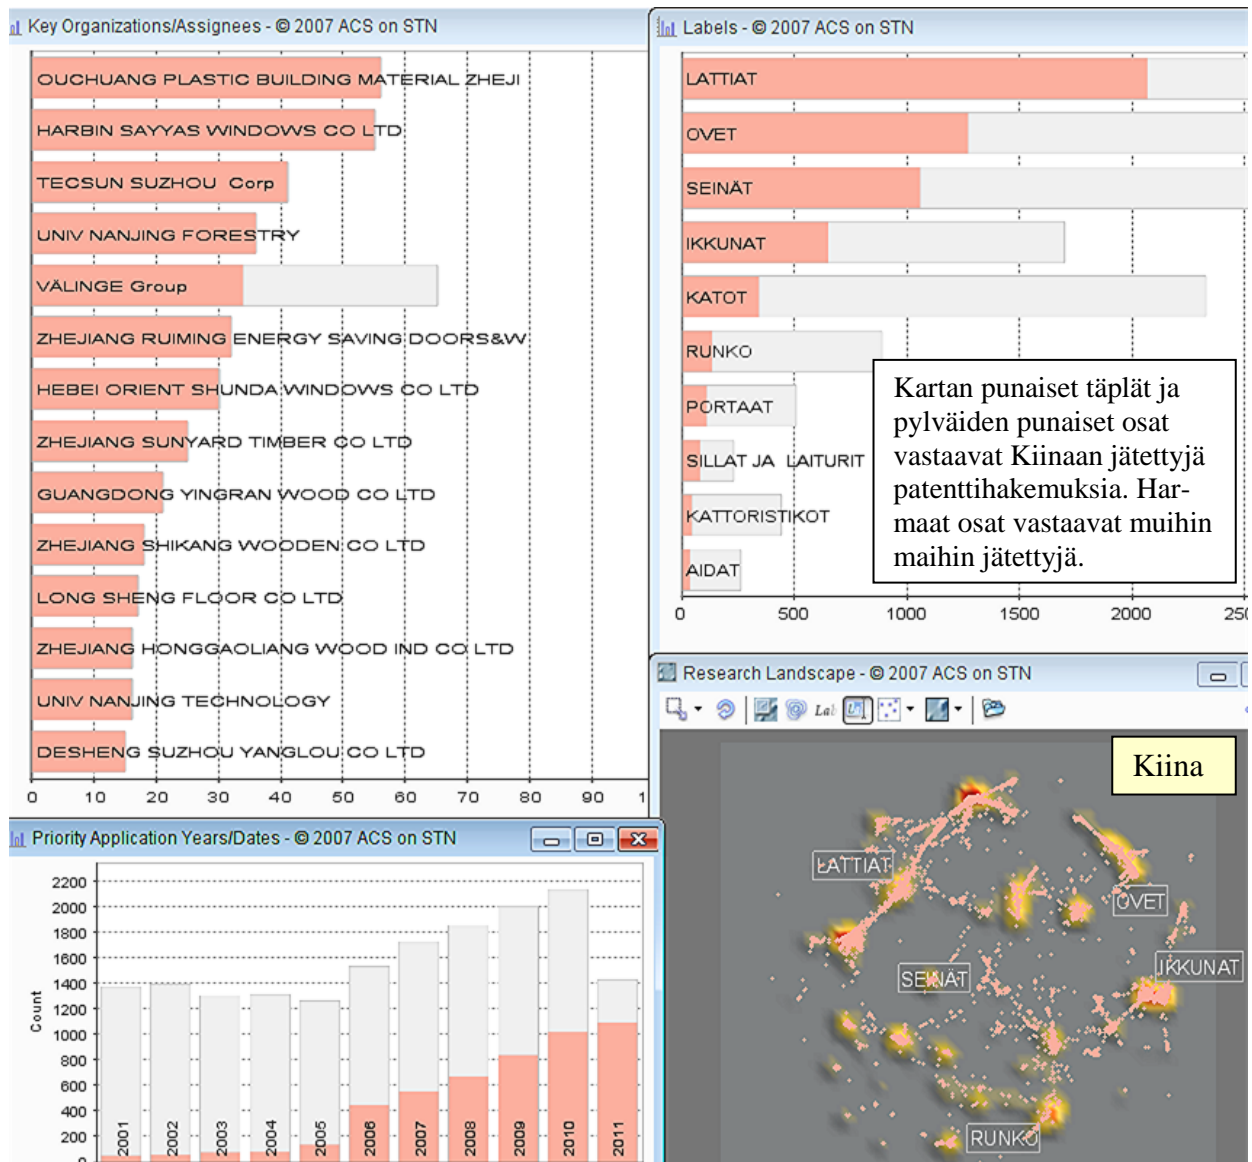 Key Organizations/Assignees - © 2007 ACS on STN
OUCHUANG PLASTIC BUILDING MATERIAL ZHEJI
HARBIN SAYYAS WINDOWS CO LTD
TECSUN SUZHOU Corp
UNIV NANJING FORESTRY
VÄLINGE Group
ZHEJIANG RUIMING ENERGY SAVING DOORS&W
HEBEI ORIENT SHUNDA WINDOWS CO LTD
ZHEJIANG SUNYARD TIMBER CO LTD
GUANGDONG YINGRAN WOOD CO LTD
ZHEJIANG SHIKANG WOODEN CO LTD
LONG SHENG FLOOR CO LTD
ZHEJIANG HONGGAOLIANG WOOD IND CO LTD
UNIV NANJING TECHNOLOGY
DESHENG SUZHOU YANGLOU CO LTD
0 10 20 30 40 50 60 70 80 90 1
Labels - © 2007 ACS on STN
LATTIAT
OVET
SEINÄT
IKKUNAT
KATOT
RUNKO
PORTAAT
SILLAT JA LAITURIT
KATTORISTIKOT
AIDAT
0 500 1000 1500 2000 250
Kartan punaiset täplät ja
pylväiden punaiset osat
vastaavat Kiinaan jätettyjä
patenttihakemuksia. Har-
maat osat vastaavat muihin
maihin jätettyjä.
Priority Application Years/Dates - © 2007 ACS on STN
Count
2200
2000
1800
1600
1400
1200
1000
800
600
400
200
0
2001 2002 2003 2004 2005 2006 2007 2008 2009 2010 2011
Research Landscape - © 2007 ACS on STN
Lab
Kiina
LATTIAT
OVET
SEINÄT
IKKUNAT
RUNKO